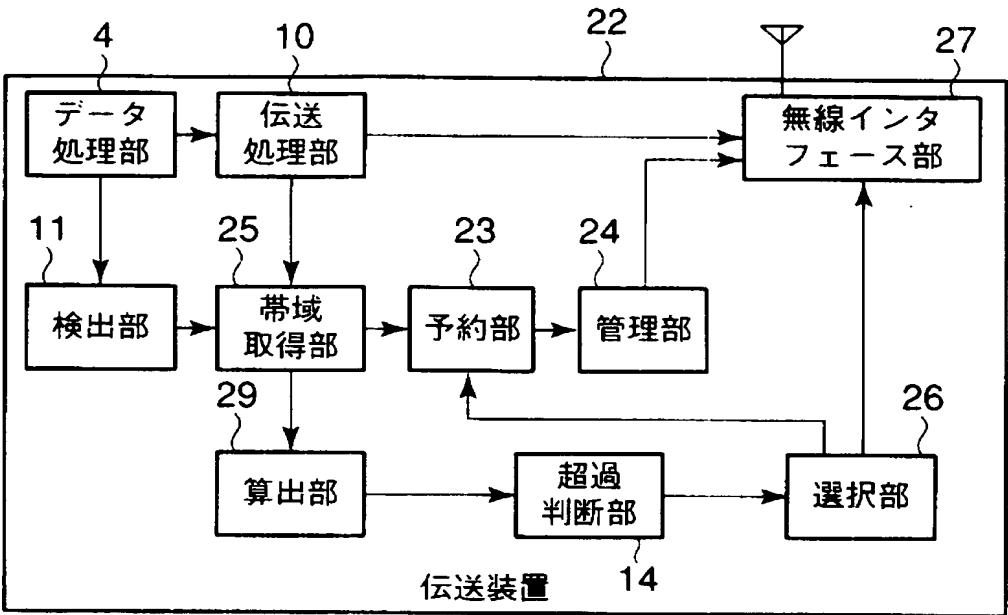 4
10
22
27
データ
処理部
伝送
処理部
無線インタ
フェース部
11
25
23
24
検出部
帯域
取得部
予約部
管理部
29
26
算出部
超過
判断部
選択部
14
伝送装置